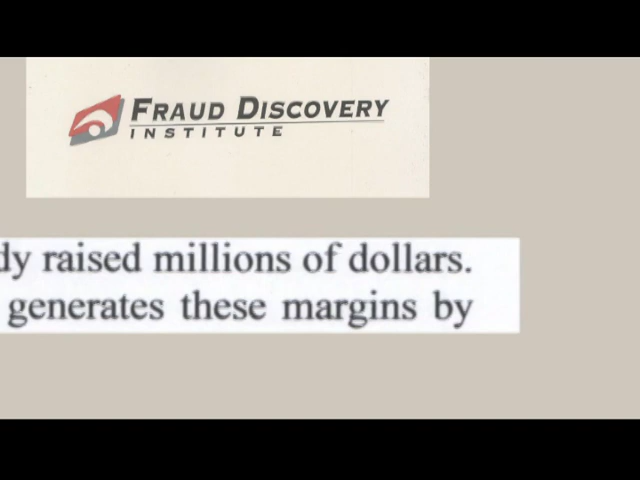 FRAUD DISCOVERY
INSTITUTE
dy raised millions of dollars.
generates these margins by